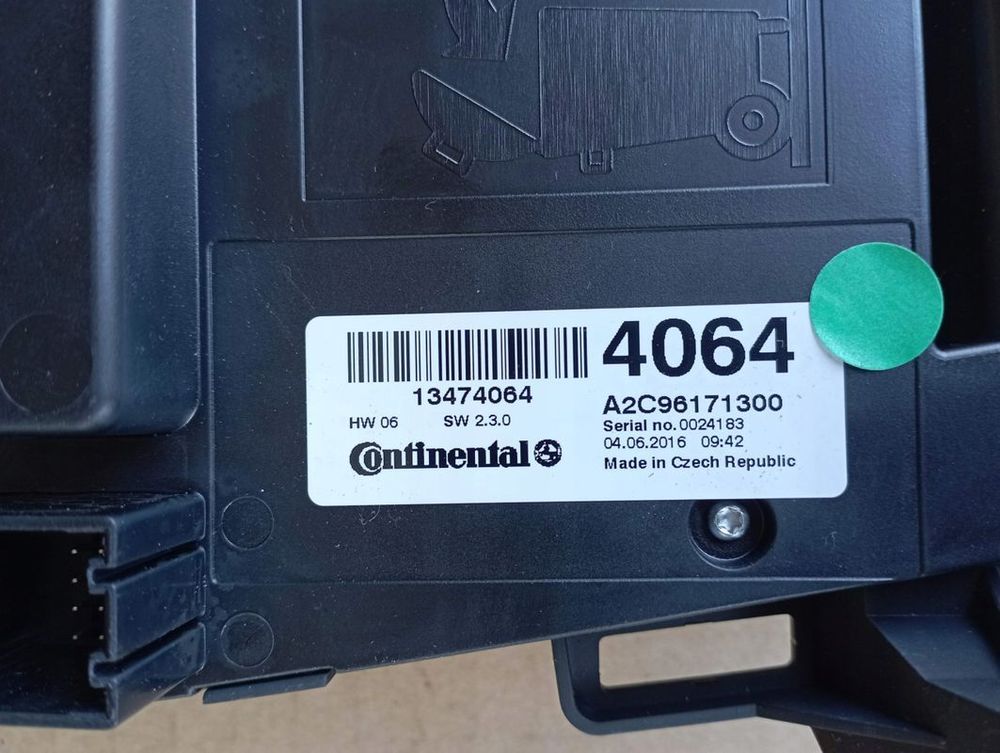 4064
13474064
HW 06 SW 2.3.0
Continental
A2C96171300
Serial no. 0024183
04.06.2016 09:42
Made in Czech Republic